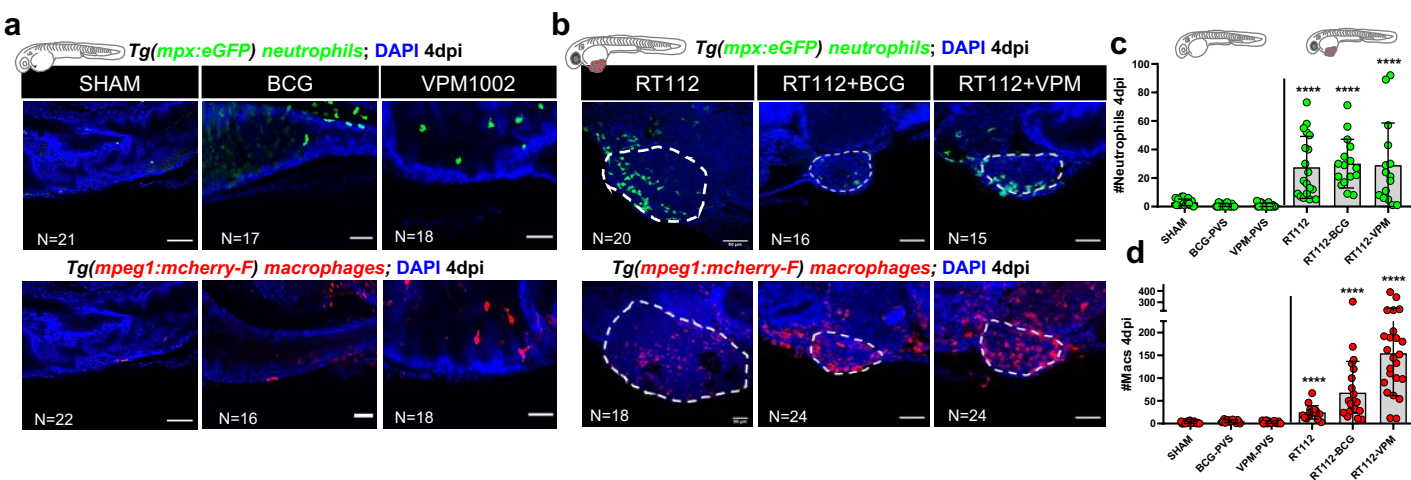 a
Tg(mpx:eGFP) neutrophils; DAPI 4dpi
SHAM
BCG
VPM1002
N=21
N=17
N=18
Tg(mpeg1:mcherry-F) macrophages; DAPI 4dpi
N=22
N=16
N=18
b
Tg(mpx:eGFP) neutrophils; DAPI 4dpi
RT112
RT112+BCG
RT112+VPM
N=20
N=16
N=15
Tg(mpeg1:mcherry-F) macrophages; DAPI 4dpi
N=18
N=24
N=24
c
#Neutrophils 4dpi
100
80
60
40
20
0
****
****
****
SHAM
BCG-PVS
VPM-PVS
RT112
RT112-BCG
RT112-VPM
d
#Macs 4dpi
400
300
200
150
100
50
0
****
****
****
SHAM
BCG-PVS
VPM-PVS
RT112
RT112-BCG
RT112-VPM